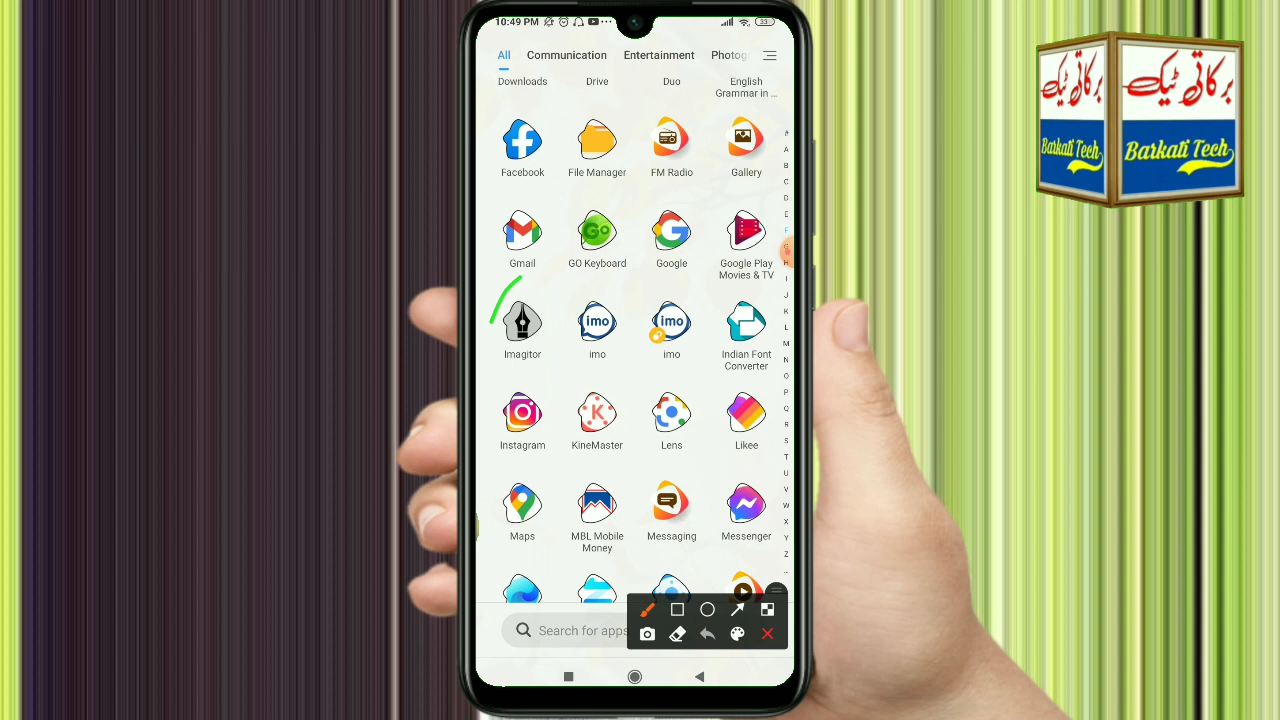 10:49 PM
33
All Communication Entertainment Photog
Downloads Drive Duo English
Grammar in ...
Facebook File Manager FM Radio Gallery
Gmail GO Keyboard Google Google Play
Movies & TV
Imagitor imo imo Indian Font
Converter
Instagram KineMaster Lens Likee
Maps MBL Mobile Messaging Messenger
Money
Search for apps
#
A
B
C
D
E
F
G
H
I
J
K
L
M
N
O
P
Q
R
S
T
U
V
W
X
Y
Z
GO
imo
imo
برکاتی ٹیک
Barkati Tech
برکاتی ٹیک
Barkati Tech